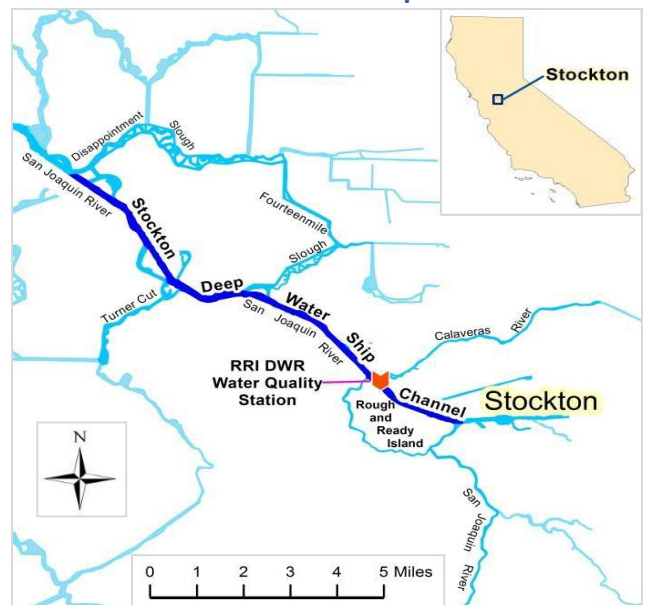 Stockton
Disappointment
Slough
San Joaquin River
Stockton
Fourteenmile
Slough
Deep
Turner Cut
Water
San Joaquin River
Ship
Calaveras River
RRI DWR
Water Quality
Station
Channel
Stockton
Rough
and
Ready
Island
N
San Joaquin River
0 1 2 3 4 5 Miles